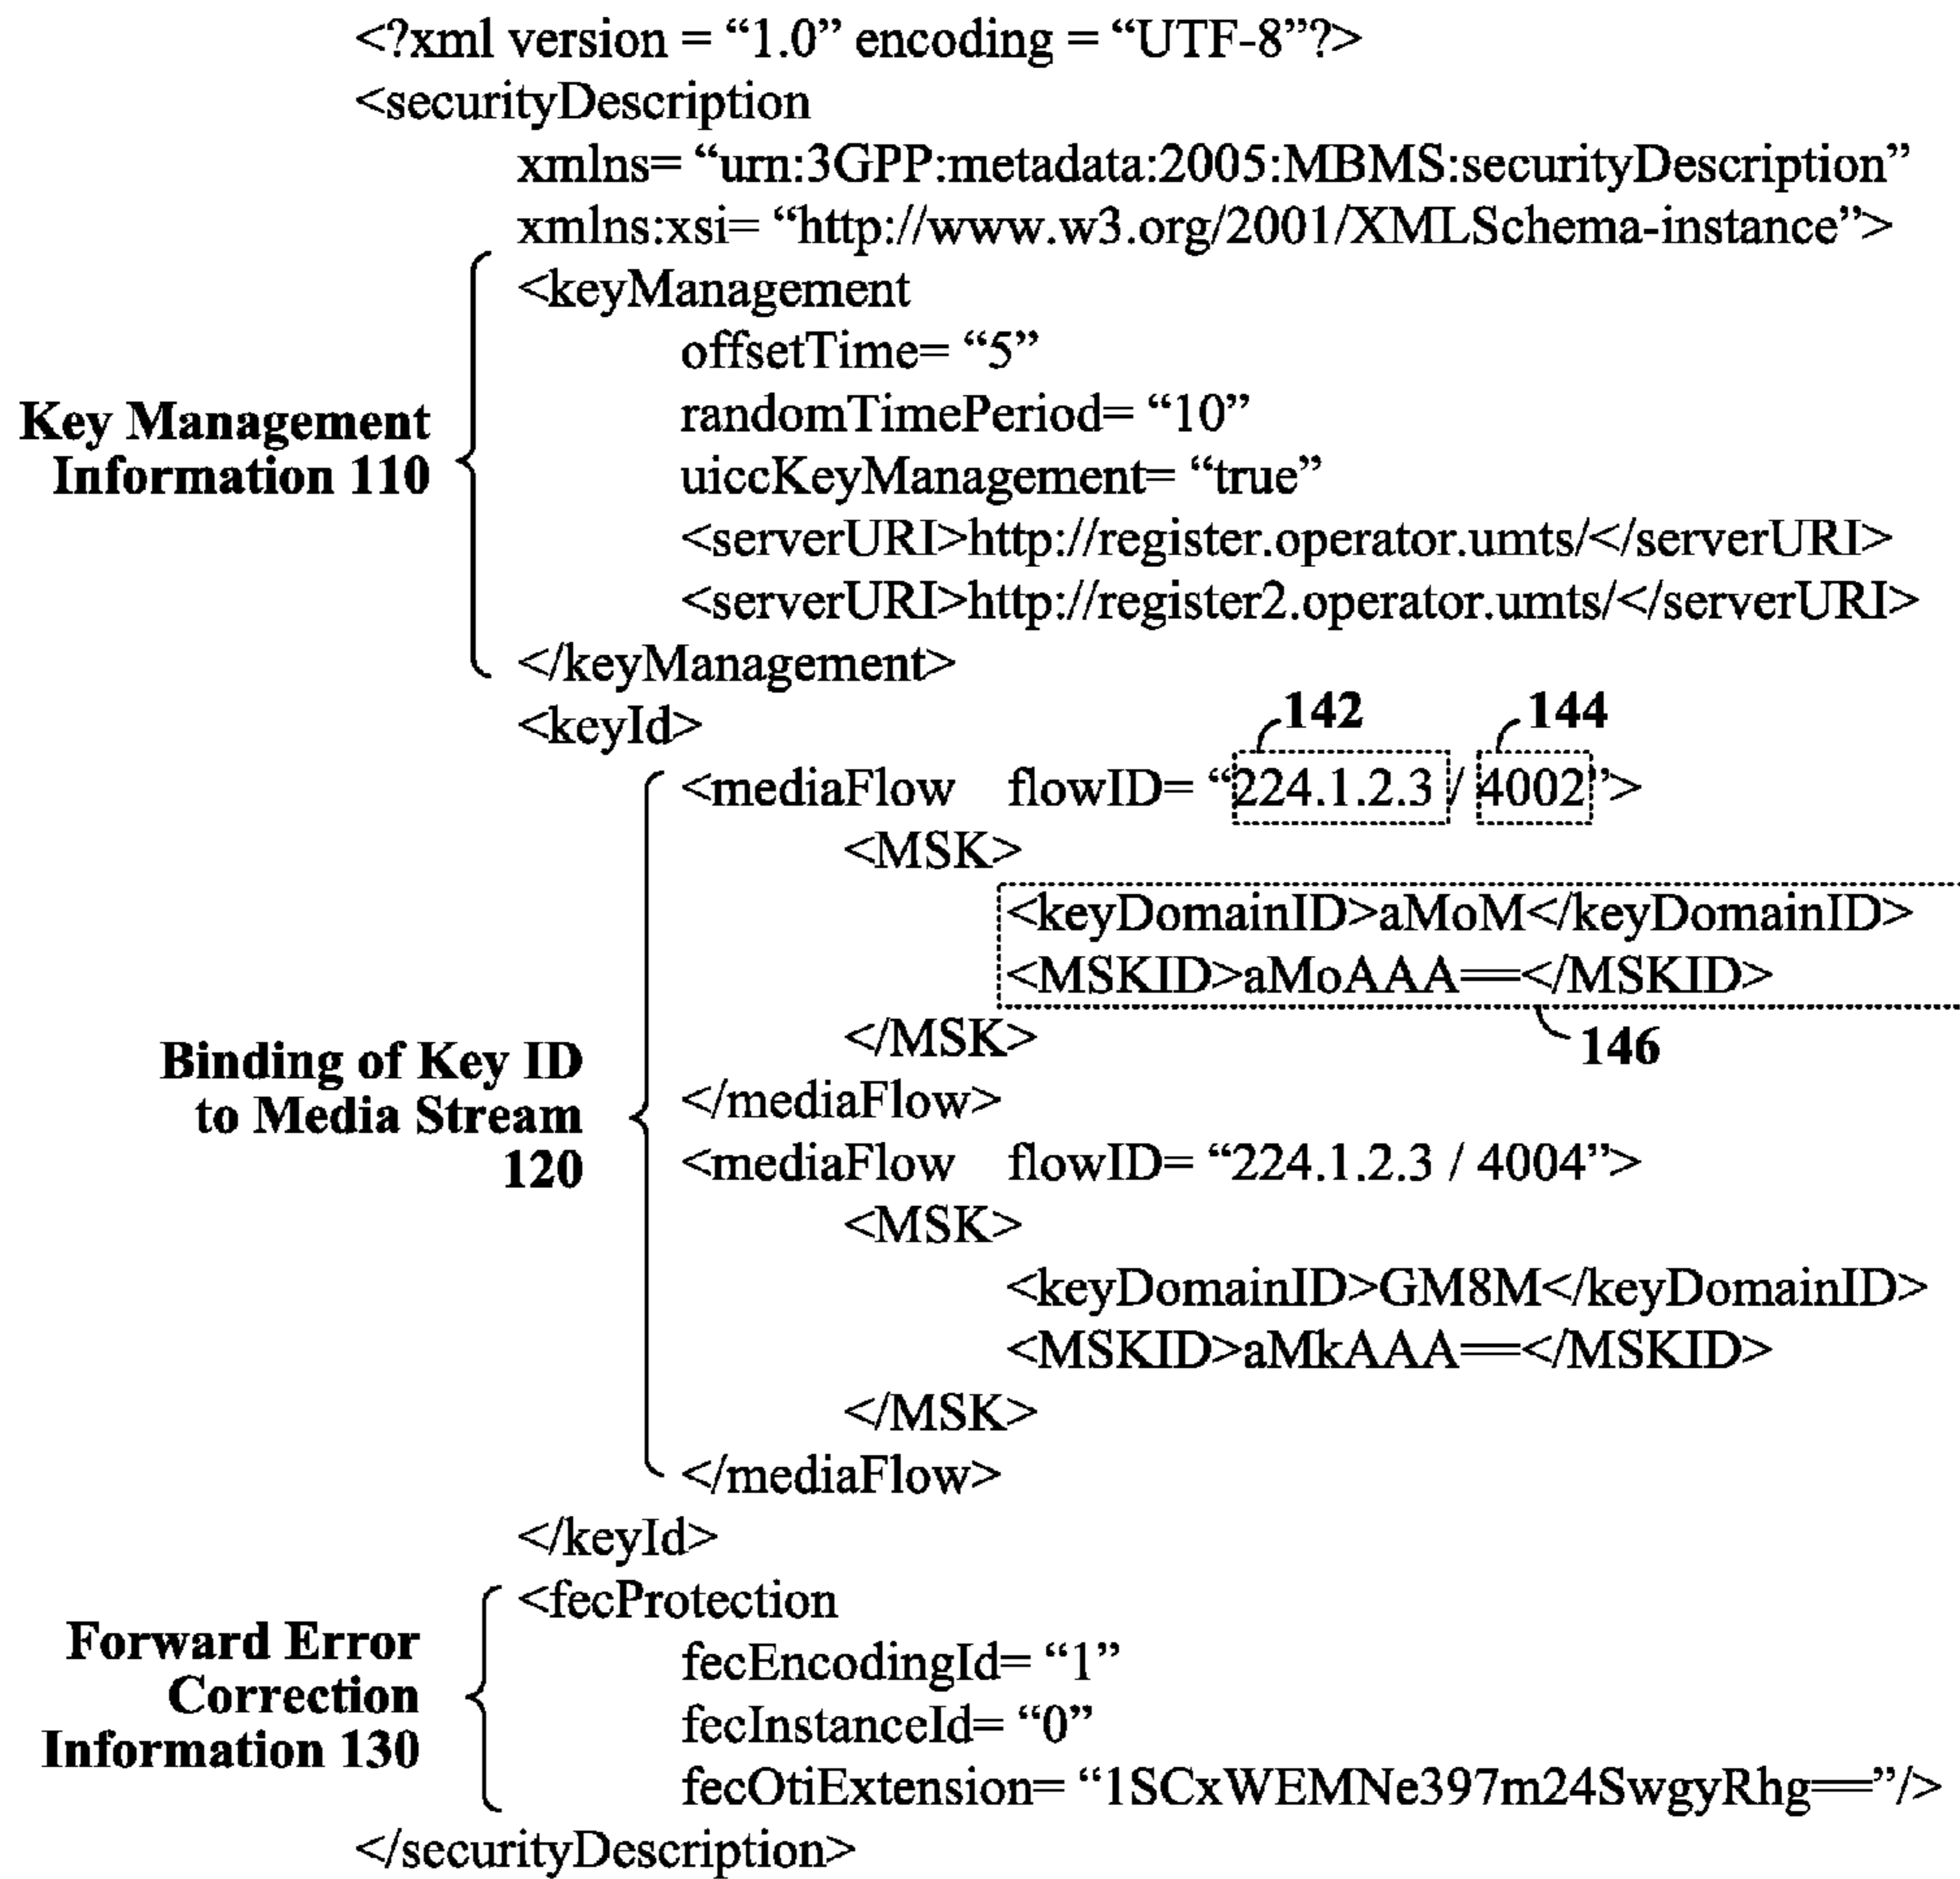 <?xml version = “1.0” encoding = “UTF-8”?>
<securityDescription
xmlns= “urn:3GPP:metadata:2005:MBMS:securityDescription”
xmlns:xsi= “http://www.w3.org/2001/XMLSchema-instance”>
<keyManagement
offsetTime= “5”
randomTimePeriod= “10”
Key Management
Information 110
uiccKeyManagement= “true”
<serverURI>http://register.operator.umts/</serverURI>
<serverURI>http://register2.operator.umts/</serverURI>
</keyManagement>
<keyId>
142
144
<mediaFlow flowID= “224.1.2.3 / 4002”>
<MSK>
<keyDomainID>aMoM</keyDomainID>
<MSKID>aMoAAA==</MSKID>
</MSK>
146
Binding of Key ID
to Media Stream
120
</mediaFlow>
<mediaFlow flowID= “224.1.2.3 / 4004”>
<MSK>
<keyDomainID>GM8M</keyDomainID>
<MSKID>aMkAAA==</MSKID>
</MSK>
</mediaFlow>
</keyId>
<fecProtection
Forward Error
Correction
Information 130
fecEncodingId= “1”
fecInstanceId= “0”
fecOtiExtension= “1SCxWEMNe397m24SwgyRhg==”/>
</securityDescription>